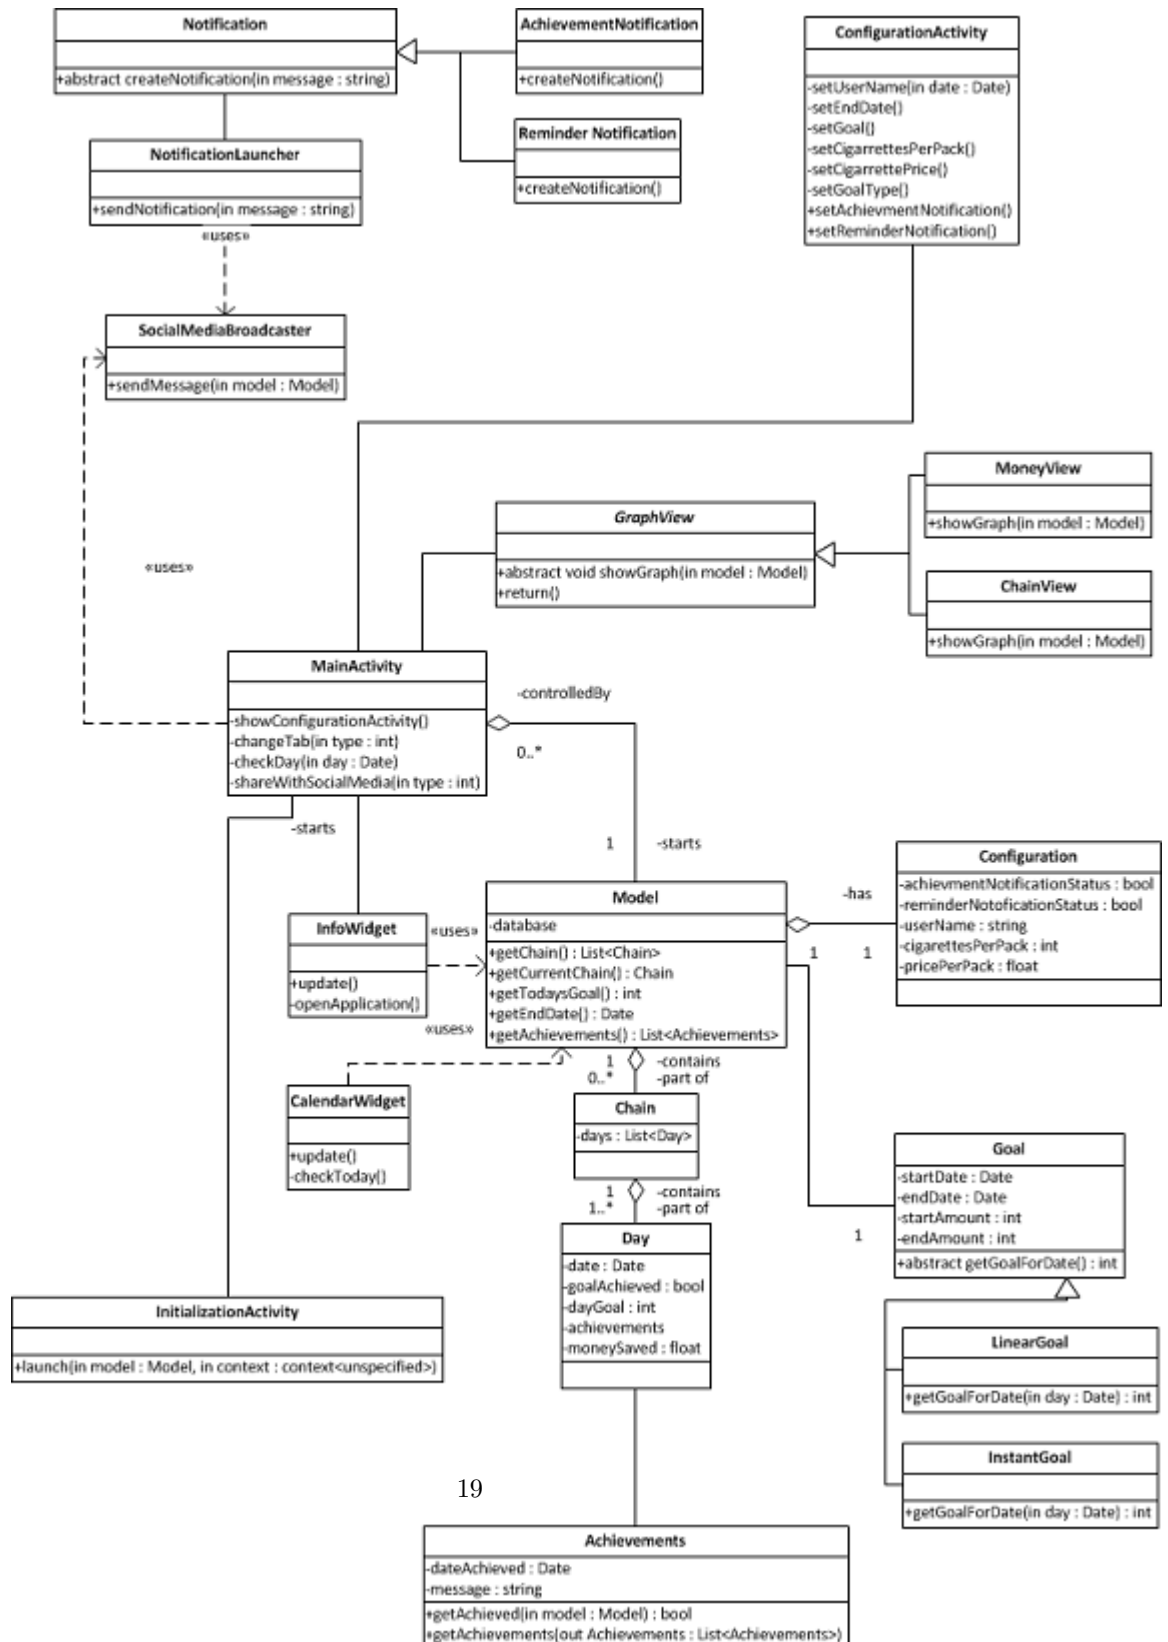 Notification
+abstract createNotification(in message : string)
AchievementNotification
+createNotification()
ConfigurationActivity
-setUserName(in date : Date)
-setEndDate()
-setGoal()
-setCigarrettesPerPack()
-setCigarrettePrice()
-setGoalType()
+setAchievmentNotification()
+setReminderNotification()
Reminder Notification
+createNotification()
NotificationLauncher
+sendNotification(in message : string)
«uses»
SocialMediaBroadcaster
+sendMessage(in model : Model)
«uses»
GraphView
+abstract void showGraph(in model : Model)
+return()
MoneyView
+showGraph(in model : Model)
ChainView
+showGraph(in model : Model)
MainActivity
-showConfigurationActivity()
-changeTab(in type : int)
-checkDay(in day : Date)
-shareWithSocialMedia(in type : int)
-controlledBy
0..*
-starts
1
-starts
Model
-database
+getChain() : List<Chain>
+getCurrentChain() : Chain
+getTodaysGoal() : int
+getEndDate() : Date
+getAchievements() : List<Achievements>
-has
1
1
Configuration
-achievmentNotificationStatus : bool
-reminderNotoficationStatus : bool
-userName : string
-cigarettesPerPack : int
-pricePerPack : float
InfoWidget
+update()
-openApplication()
«uses»
«uses»
CalendarWidget
+update()
-checkToday()
1
-contains
0..*
-part of
Chain
-days : List<Day>
1
-contains
1..*
-part of
Day
-date : Date
-goalAchieved : bool
-dayGoal : int
-achievements
-moneySaved : float
1
Goal
-startDate : Date
-endDate : Date
-startAmount : int
-endAmount : int
+abstract getGoalForDate() : int
InitializationActivity
+launch(in model : Model, in context : context<unspecified>)
LinearGoal
+getGoalForDate(in day : Date) : int
InstantGoal
+getGoalForDate(in day : Date) : int
19
Achievements
-dateAchieved : Date
-message : string
+getAchieved(in model : Model) : bool
+getAchievements(out Achievements : List<Achievements>)